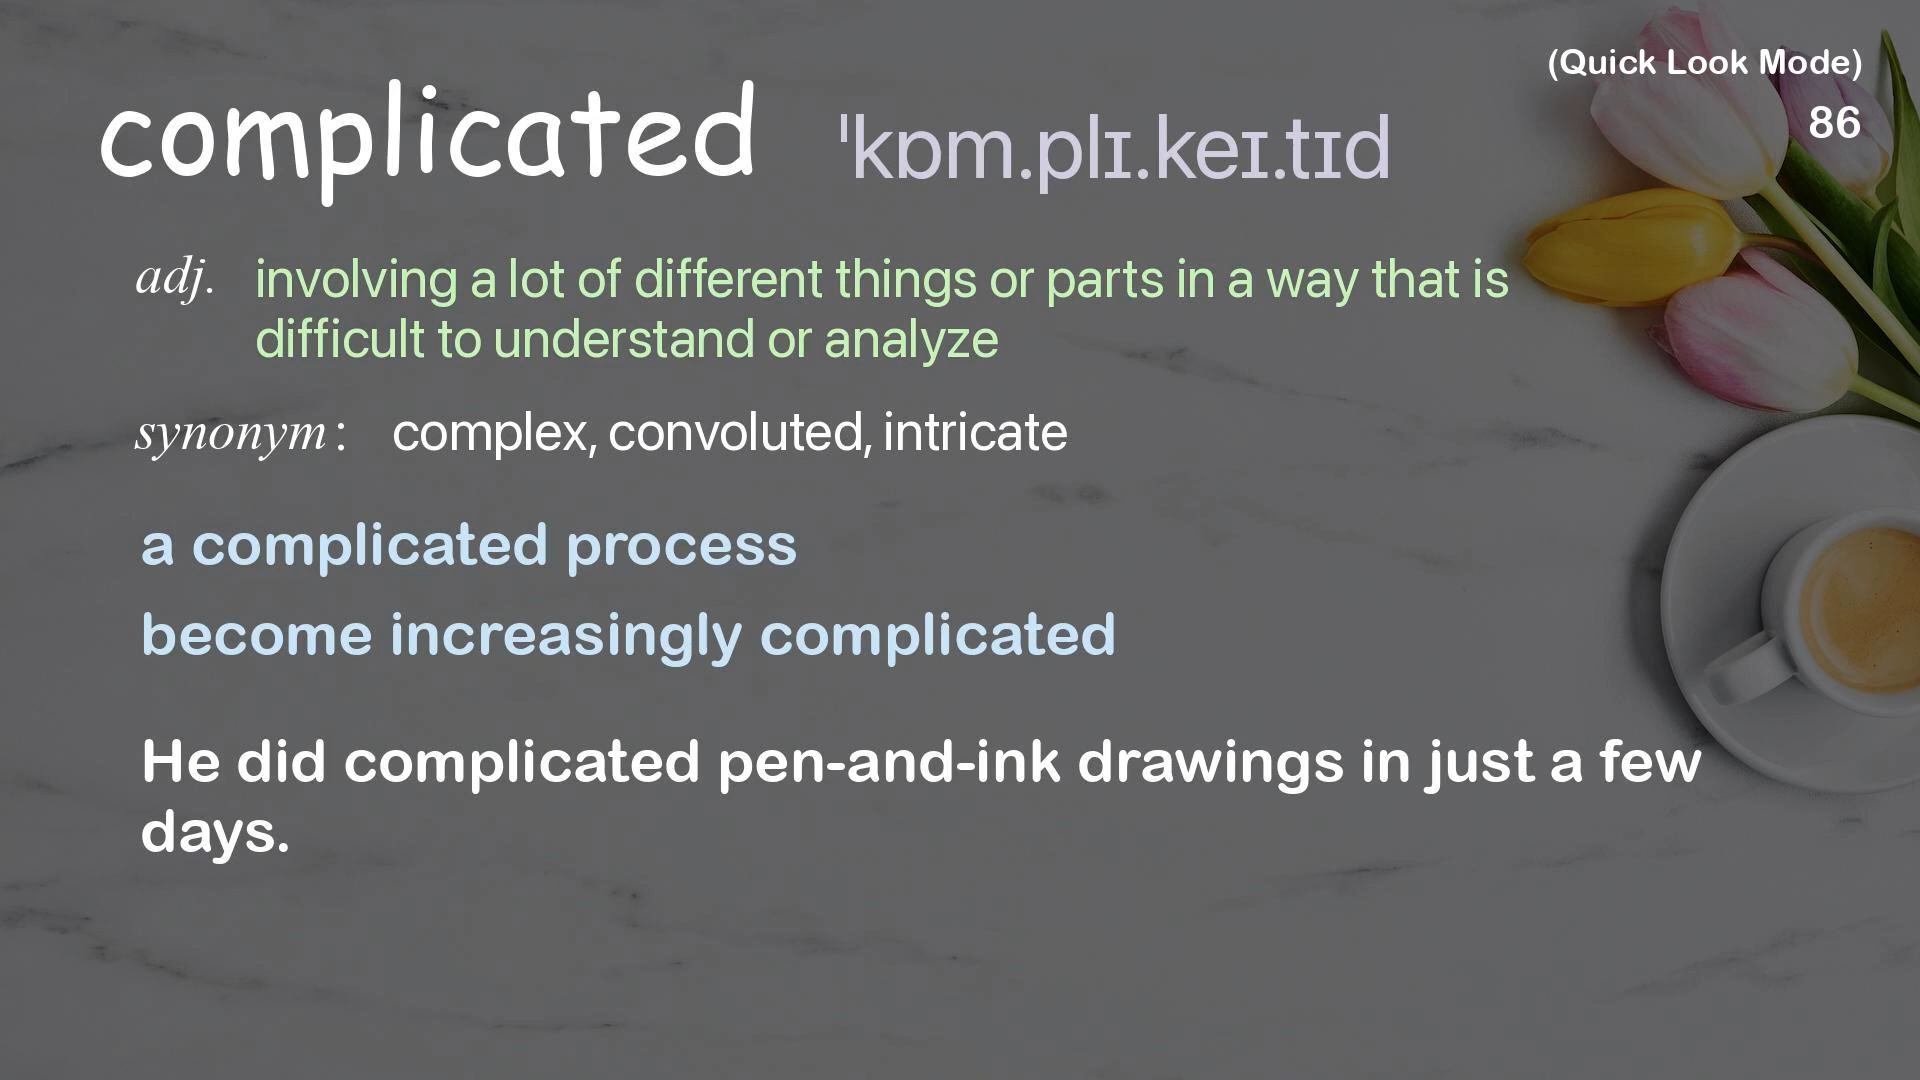 (Quick Look Mode)
86
complicated ˈkɒm.plɪ.keɪ.tɪd
adj. involving a lot of different things or parts in a way that is
difficult to understand or analyze
synonym: complex, convoluted, intricate
a complicated process
become increasingly complicated
He did complicated pen-and-ink drawings in just a few
days.